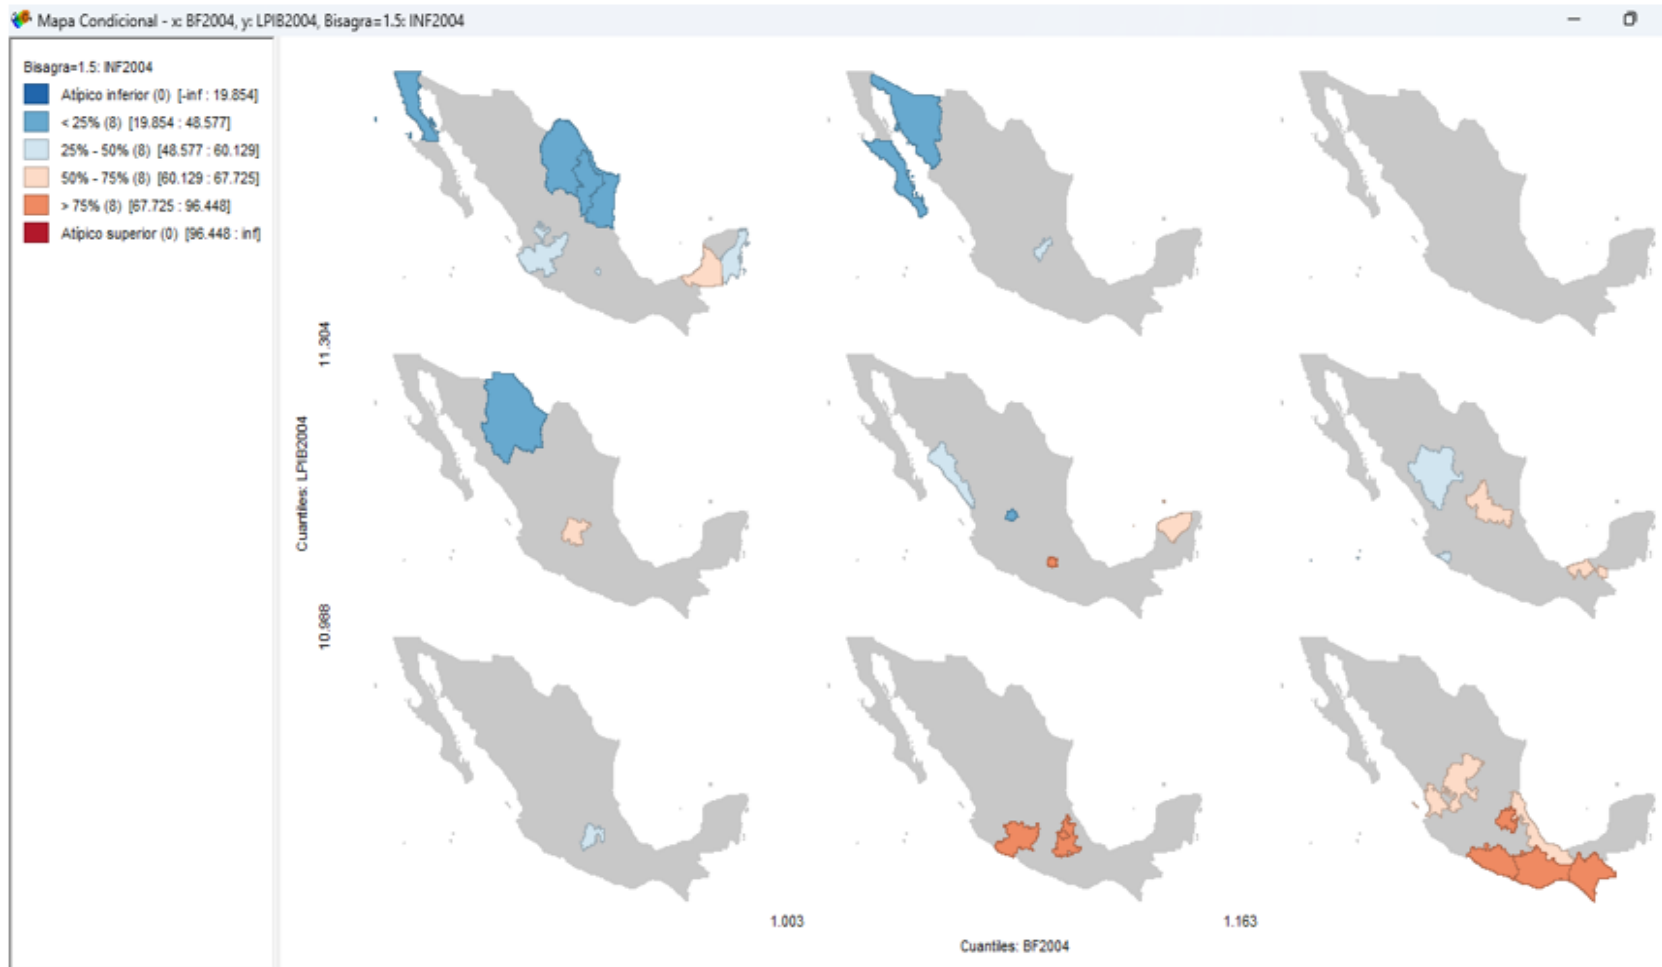 Mapa Condicional - x: BF2004, y: LPIB2004, Bisagra=1.5: INF2004
Bisagra=1.5: INF2004
Atípico inferior (0) [-inf : 19.854]
< 25% (8) [19.854 : 48.577]
25% - 50% (8) [48.577 : 60.129]
50% - 75% (8) [60.129 : 67.725]
> 75% (8) [67.725 : 96.448]
Atípico superior (0) [96.448 : inf]
11.304
Cuantiles: LPIB2004
10.988
1.003
1.163
Cuantiles: BF2004